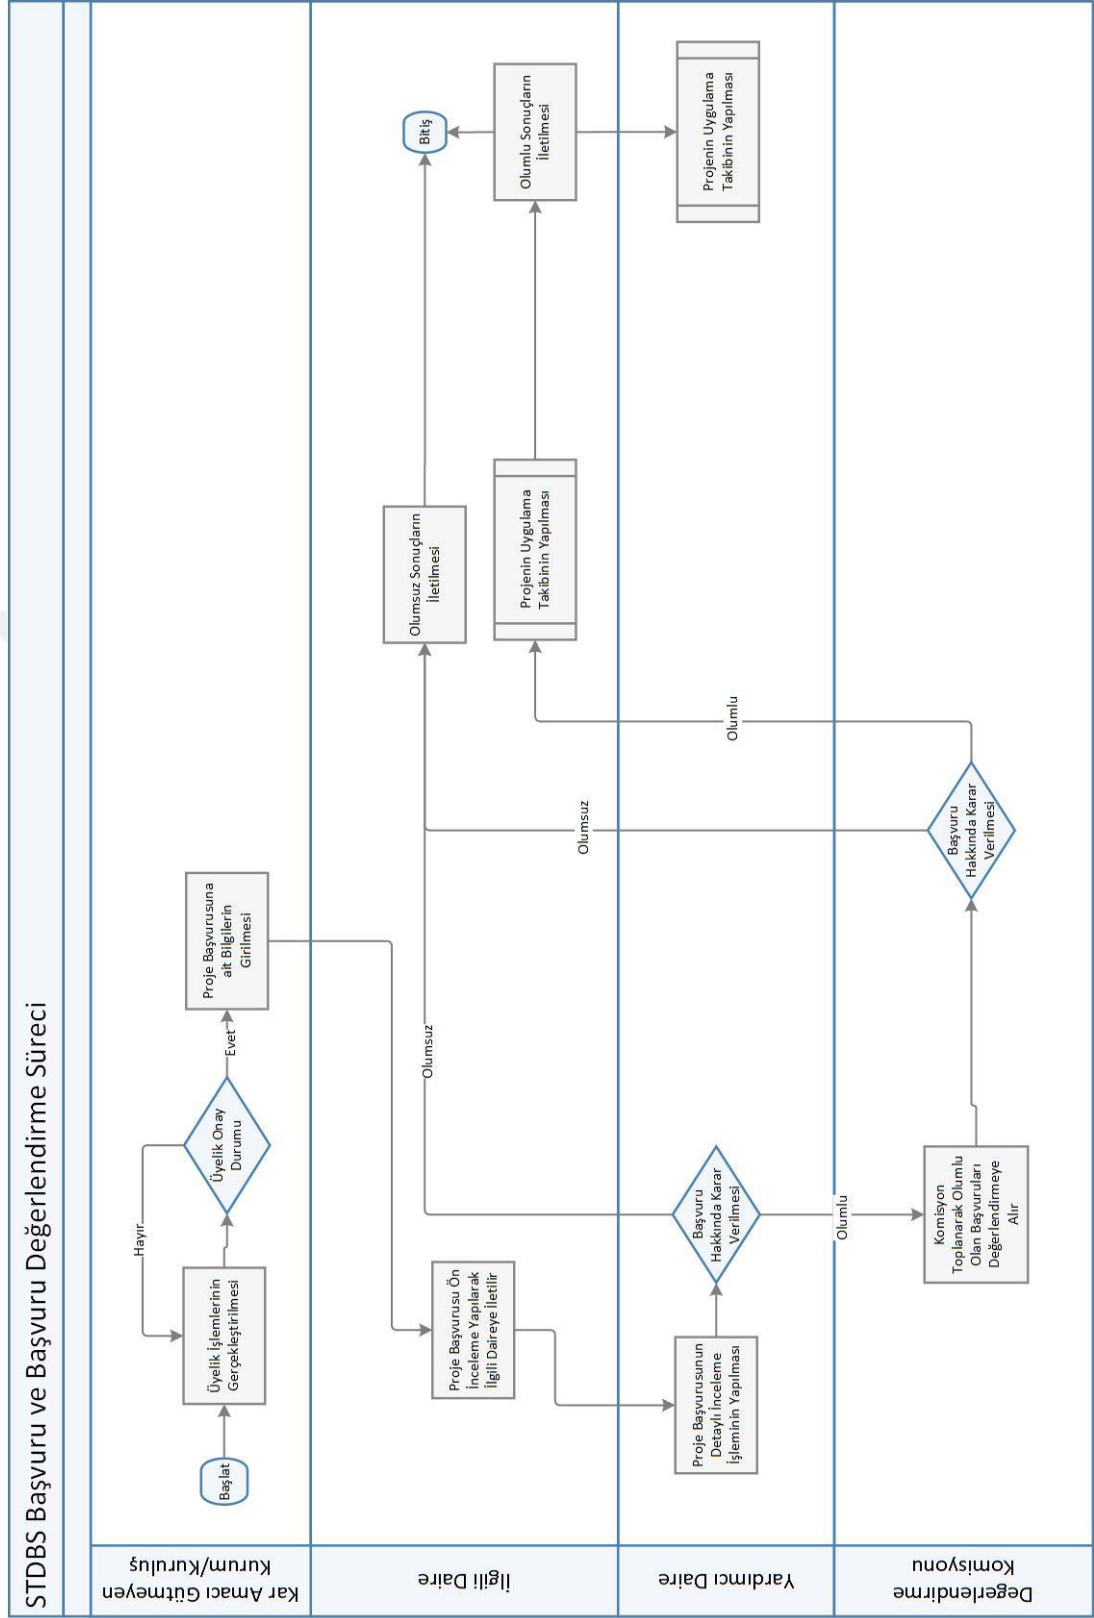 STDBS Başvuru ve Başvuru Değerlendirme Süreci
Kar Amacı Gütmeyen
Kurum/Kuruluş
Başlat
Üyelik İşlemlerinin
Gerçekleştirilmesi
Hayır
Üyelik Onay
Durumu
Evet
Proje Başvurusuna
ait Bilgilerin
Girilmesi
İlgili Daire
Proje Başvurusu Ön
İnceleme Yapılarak
İlgili Daireye İletilir
Olumsuz
Olumsuz Sonuçların
İletilmesi
Bitiş
Olumsuz
Projenin Uygulama
Takibinin Yapılması
Olumlu Sonuçların
İletilmesi
Yardımcı Daire
Proje Başvurusunun
Detaylı İnceleme
İşleminin Yapılması
Başvuru
Hakkında Karar
Verilmesi
Olumlu
Projenin Uygulama
Takibinin Yapılması
Değerlendirme
Komisyonu
Olumlu
Komisyon
Toplanarak Olumlu
Olan Başvuruları
Değerlendirmeye
Alır
Başvuru
Hakkında Karar
Verilmesi